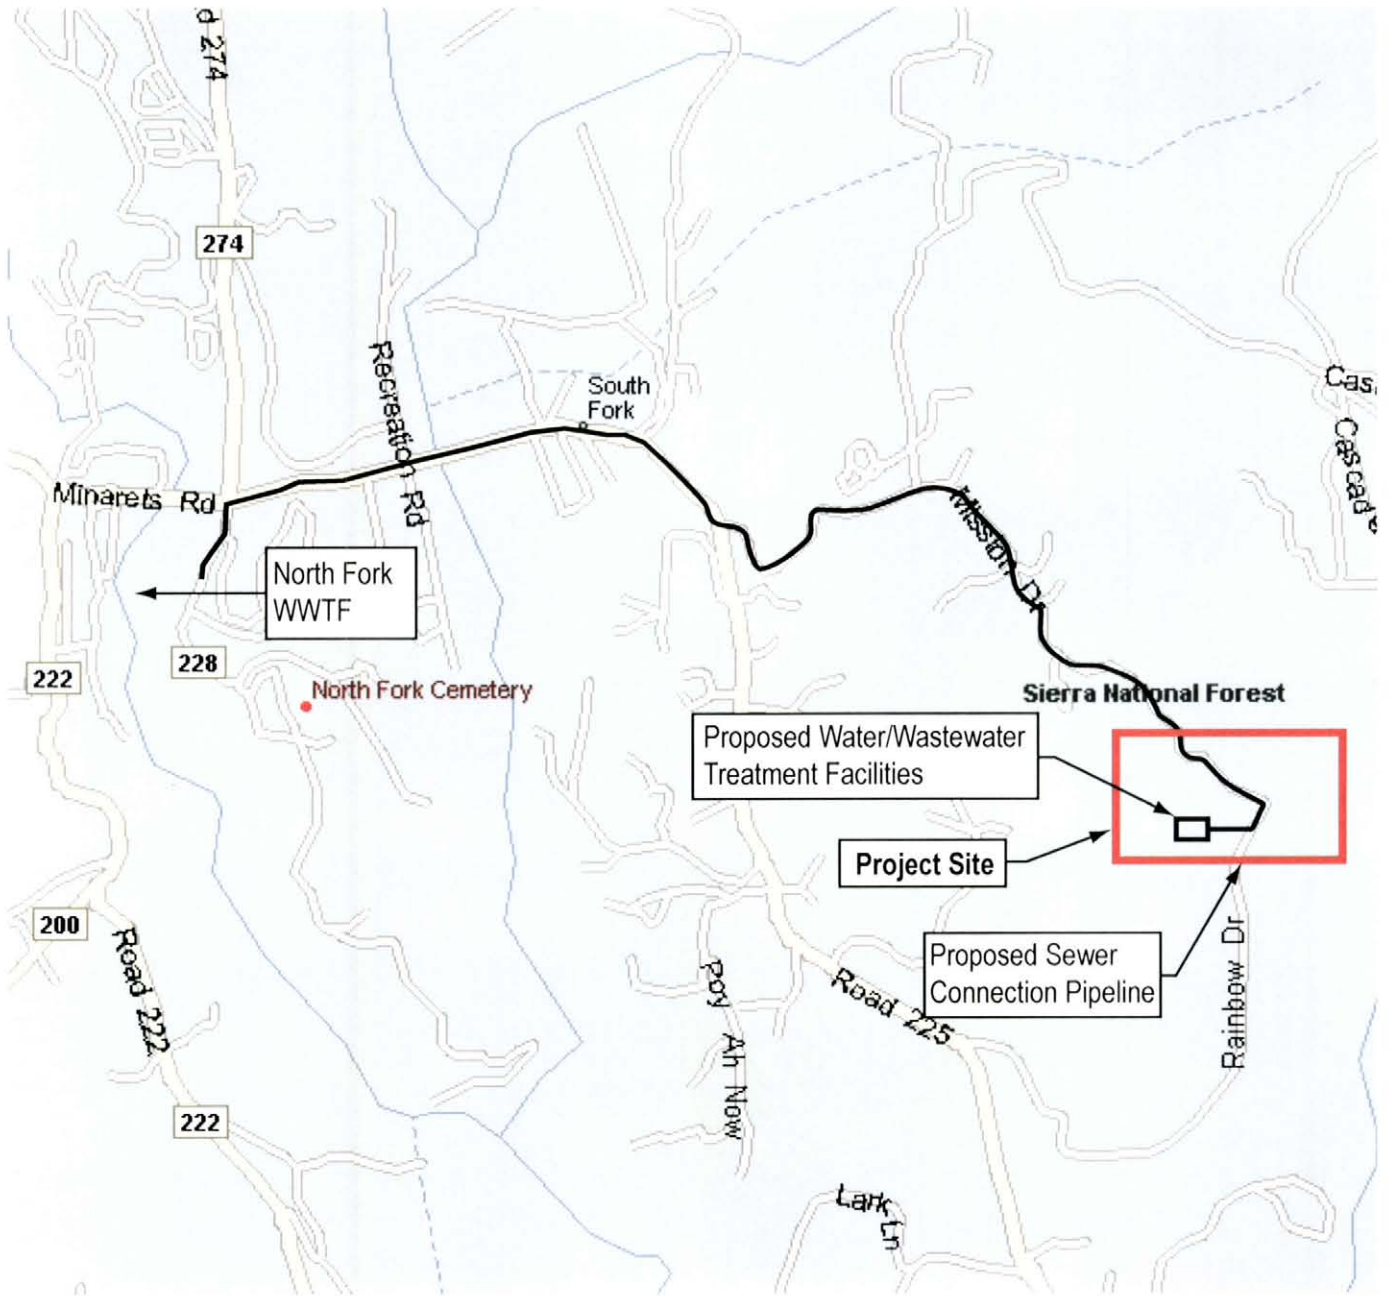 d 274
274
Recreation Rd
South
Fork
Cas
Cascade
Minarets Rd
Mission Dr
North Fork
WWTF
228
222
North Fork Cemetery
Sierra National Forest
Proposed Water/Wastewater
Treatment Facilities
Project Site
200
Road 222
Poy Ah Now
Road 225
Proposed Sewer
Connection Pipeline
Rainbow Dr
222
Lark Ln